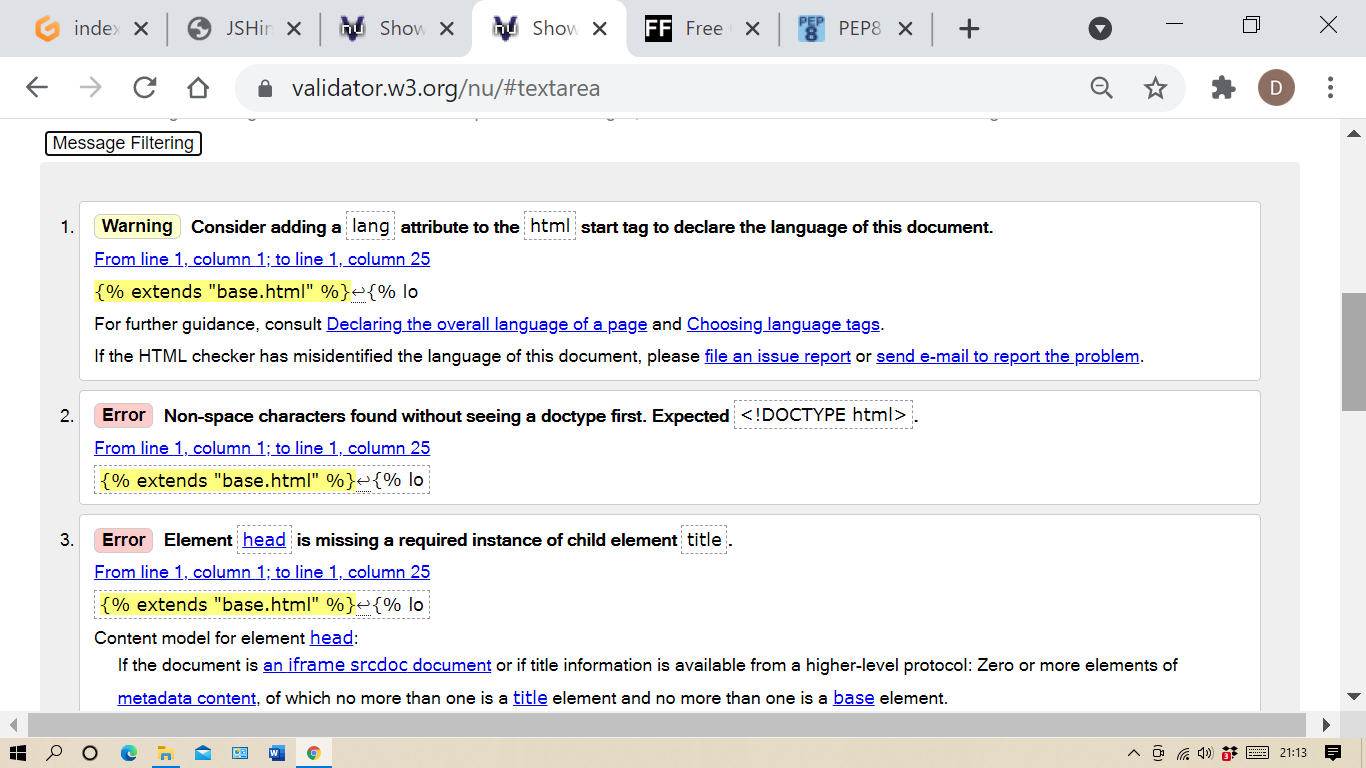 index
JSHin
Show
Show
Free
PEP8
validator.w3.org/nu/#textarea
D
Message Filtering
1. Warning Consider adding a lang attribute to the html start tag to declare the language of this document.
From line 1, column 1; to line 1, column 25
{% extends "base.html" %}↩{% lo
For further guidance, consult Declaring the overall language of a page and Choosing language tags.
If the HTML checker has misidentified the language of this document, please file an issue report or send e-mail to report the problem.
2. Error Non-space characters found without seeing a doctype first. Expected <!DOCTYPE html>.
From line 1, column 1; to line 1, column 25
{% extends "base.html" %}↩{% lo
3. Error Element head is missing a required instance of child element title.
From line 1, column 1; to line 1, column 25
{% extends "base.html" %}↩{% lo
Content model for element head:
If the document is an iframe srcdoc document or if title information is available from a higher-level protocol: Zero or more elements of
metadata content, of which no more than one is a title element and no more than one is a base element.
21:13